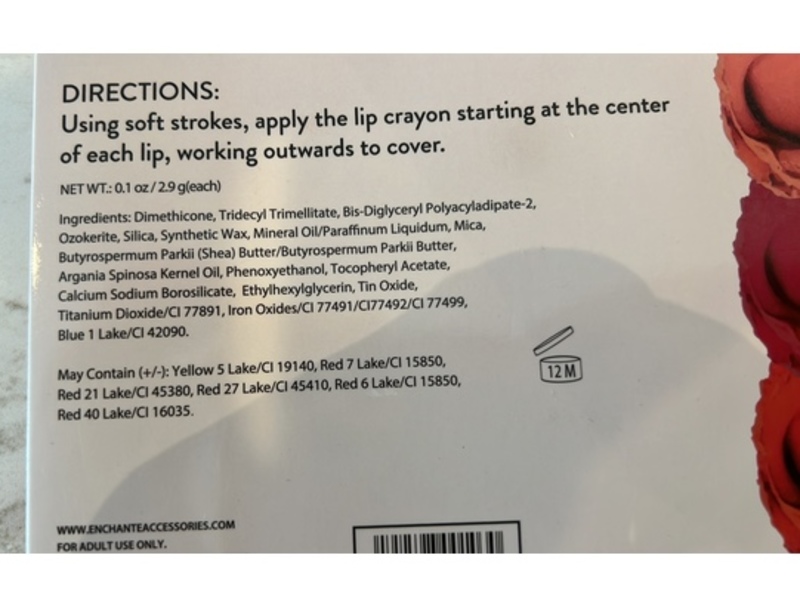 DIRECTIONS:
Using soft strokes, apply the lip crayon starting at the center
of each lip, working outwards to cover.
NET WT.: 0.1 oz / 2.9 g(each)
Ingredients: Dimethicone, Tridecyl Trimellitate, Bis-Diglyceryl Polyacyladipate-2,
Ozokerite, Silica, Synthetic Wax, Mineral Oil/Paraffinum Liquidum, Mica,
Butyrospermum Parkii (Shea) Butter/Butyrospermum Parkii Butter,
Argania Spinosa Kernel Oil, Phenoxyethanol, Tocopheryl Acetate,
Calcium Sodium Borosilicate, Ethylhexylglycerin, Tin Oxide,
Titanium Dioxide/CI 77891, Iron Oxides/CI 77491/CI77492/CI 77499,
Blue 1 Lake/CI 42090.
12 M
May Contain (+/-): Yellow 5 Lake/CI 19140, Red 7 Lake/CI 15850,
Red 21 Lake/CI 45380, Red 27 Lake/CI 45410, Red 6 Lake/CI 15850,
Red 40 Lake/CI 16035.
WWW.ENCHANTEACCESSORIES.COM
FOR ADULT USE ONLY.